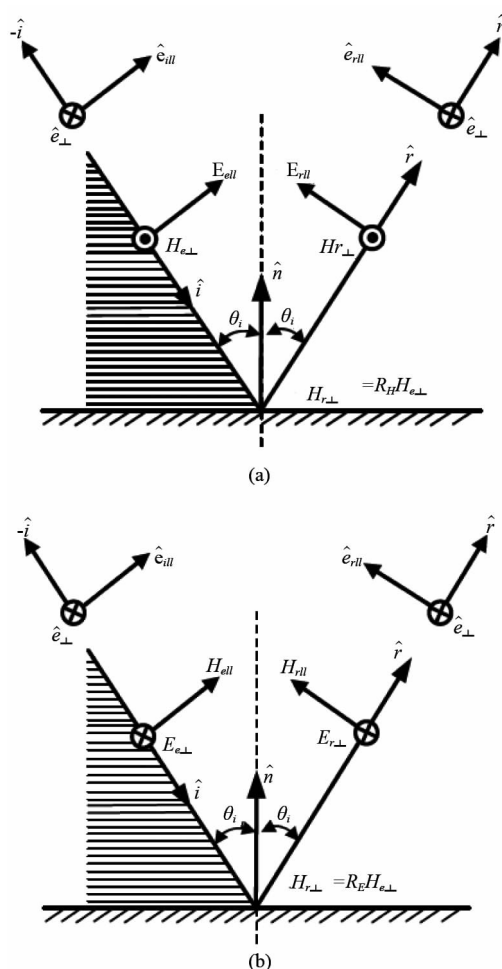 -î ê_ill ê_rll r̂
ê_⊥ ê_⊥
E_ell E_rll r̂
H_e⊥ n̂ Hr_⊥
î θ_i θ_i
H_r⊥ =R_H H_e⊥
(a)
-î ê_ill ê_rll r̂
ê_⊥ ê_⊥
H_ell H_rll r̂
E_e⊥ n̂ E_r⊥
î θ_i θ_i
H_r⊥ =R_E H_e⊥
(b)